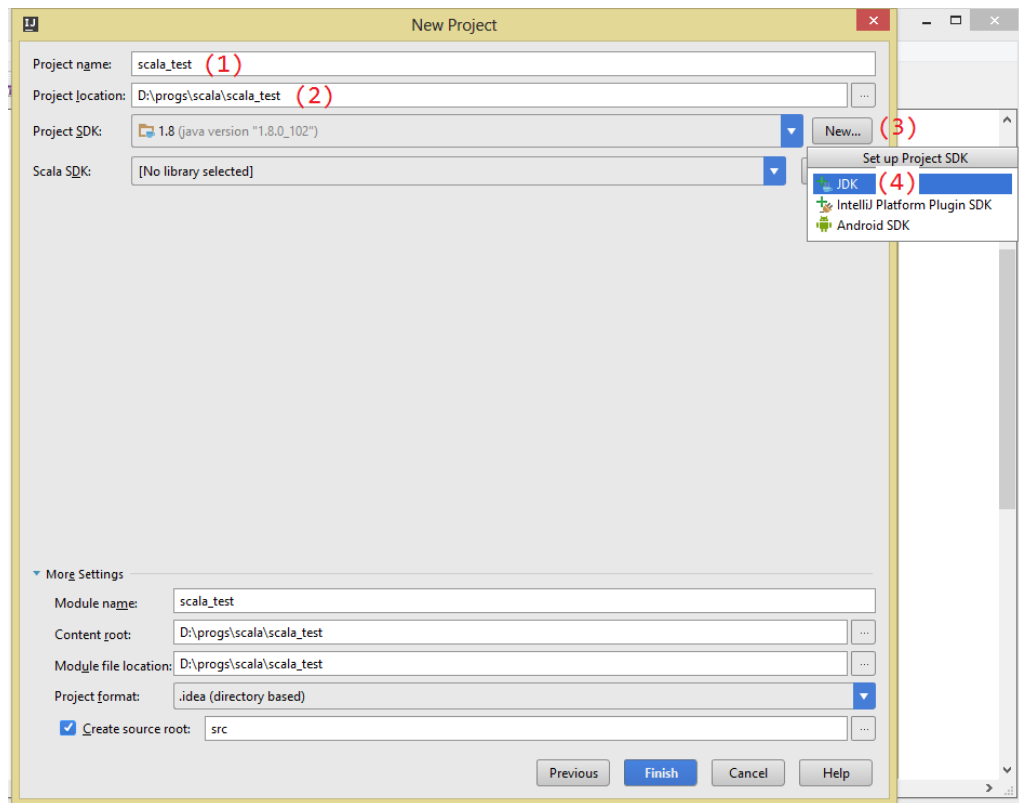 New Project
Project name: scala_test (1)
Project location: D:\progs\scala\scala_test (2) ...
Project SDK: 1.8 (java version "1.8.0_102") New... (3)
Set up Project SDK
Scala SDK: [No library selected]
JDK (4)
IntelliJ Platform Plugin SDK
Android SDK
More Settings
Module name: scala_test
Content root: D:\progs\scala\scala_test ...
Module file location: D:\progs\scala\scala_test ...
Project format: .idea (directory based)
Create source root: src ...
Previous Finish Cancel Help